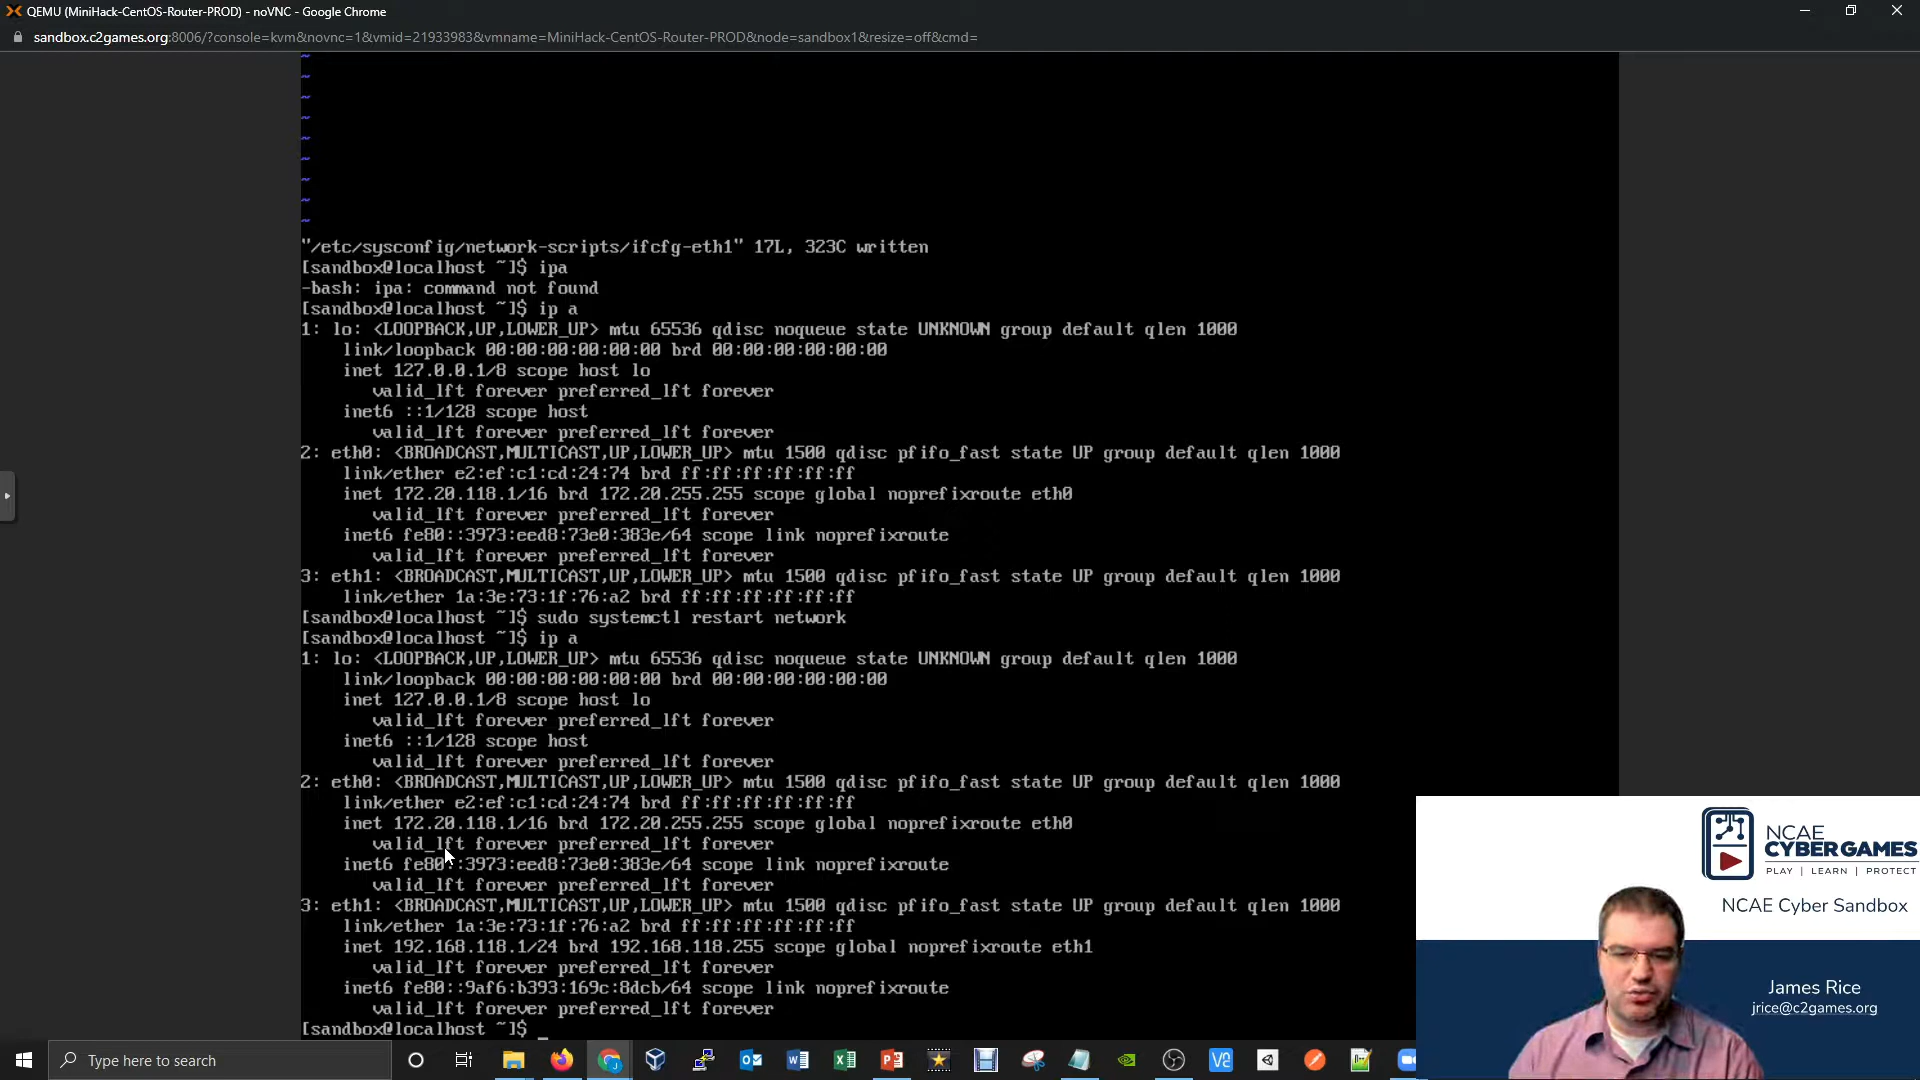 QEMU (MiniHack-CentOS-Router-PROD) - noVNC - Google Chrome
sandbox.c2games.org:8006/?console=kvm&novnc=1&vmid=21933983&vmname=MiniHack-CentOS-Router-PROD&node=sandbox1&resize=off&cmd=
~
~
~
~
~
~
~
~
~
"/etc/sysconfig/network-scripts/ifcfg-eth1" 17L, 323C written
[sandbox@localhost ~]$ ipa
-bash: ipa: command not found
[sandbox@localhost ~]$ ip a
1: lo: <LOOPBACK,UP,LOWER_UP> mtu 65536 qdisc noqueue state UNKNOWN group default qlen 1000
link/loopback 00:00:00:00:00:00 brd 00:00:00:00:00:00
inet 127.0.0.1/8 scope host lo
valid_lft forever preferred_lft forever
inet6 ::1/128 scope host
valid_lft forever preferred_lft forever
2: eth0: <BROADCAST,MULTICAST,UP,LOWER_UP> mtu 1500 qdisc pfifo_fast state UP group default qlen 1000
link/ether e2:ef:c1:cd:24:74 brd ff:ff:ff:ff:ff:ff
inet 172.20.118.1/16 brd 172.20.255.255 scope global noprefixroute eth0
valid_lft forever preferred_lft forever
inet6 fe80::3973:eed8:73e0:383e/64 scope link noprefixroute
valid_lft forever preferred_lft forever
3: eth1: <BROADCAST,MULTICAST,UP,LOWER_UP> mtu 1500 qdisc pfifo_fast state UP group default qlen 1000
link/ether 1a:3e:73:1f:76:a2 brd ff:ff:ff:ff:ff:ff
[sandbox@localhost ~]$ sudo systemctl restart network
[sandbox@localhost ~]$ ip a
1: lo: <LOOPBACK,UP,LOWER_UP> mtu 65536 qdisc noqueue state UNKNOWN group default qlen 1000
link/loopback 00:00:00:00:00:00 brd 00:00:00:00:00:00
inet 127.0.0.1/8 scope host lo
valid_lft forever preferred_lft forever
inet6 ::1/128 scope host
valid_lft forever preferred_lft forever
2: eth0: <BROADCAST,MULTICAST,UP,LOWER_UP> mtu 1500 qdisc pfifo_fast state UP group default qlen 1000
link/ether e2:ef:c1:cd:24:74 brd ff:ff:ff:ff:ff:ff
inet 172.20.118.1/16 brd 172.20.255.255 scope global noprefixroute eth0
valid_lft forever preferred_lft forever
inet6 fe80::3973:eed8:73e0:383e/64 scope link noprefixroute
valid_lft forever preferred_lft forever
3: eth1: <BROADCAST,MULTICAST,UP,LOWER_UP> mtu 1500 qdisc pfifo_fast state UP group default qlen 1000
link/ether 1a:3e:73:1f:76:a2 brd ff:ff:ff:ff:ff:ff
inet 192.168.118.1/24 brd 192.168.118.255 scope global noprefixroute eth1
valid_lft forever preferred_lft forever
inet6 fe80::9af6:b393:169c:8dcb/64 scope link noprefixroute
valid_lft forever preferred_lft forever
[sandbox@localhost ~]$ _
NCAE
CYBERGAMES
PLAY | LEARN | PROTECT
NCAE Cyber Sandbox
James Rice
jrice@c2games.org
Type here to search